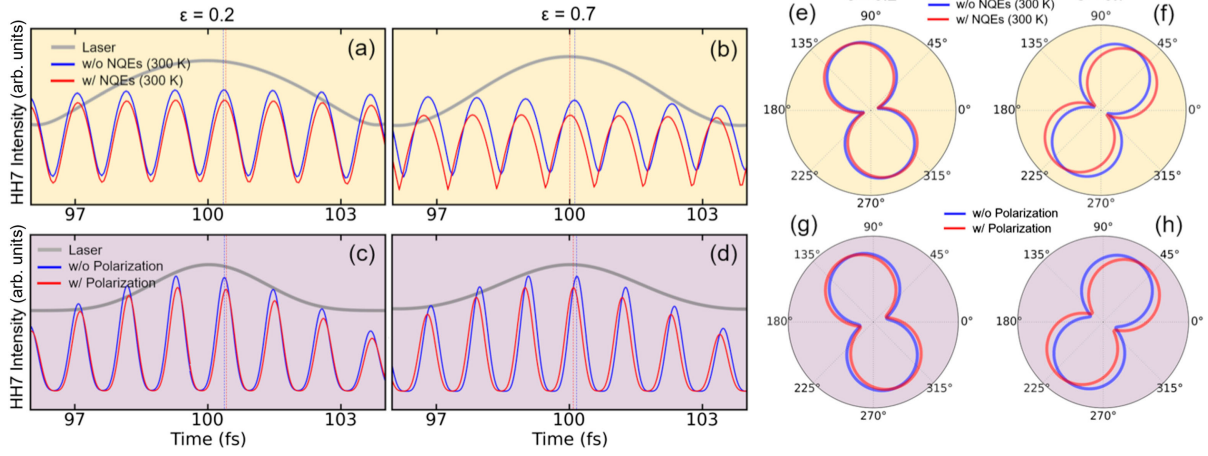 ε = 0.2
ε = 0.7
HH7 Intensity (arb. units)
(a)
Laser
w/o NQEs (300 K)
w/ NQEs (300 K)
97
100
103
(b)
97
100
103
HH7 Intensity (arb. units)
(c)
Laser
w/o Polarization
w/ Polarization
97
100
103
Time (fs)
(d)
97
100
103
Time (fs)
(e)
w/o NQEs (300 K)
w/ NQEs (300 K)
(f)
90°
135°
45°
180°
0°
225°
315°
270°
90°
135°
45°
180°
0°
225°
315°
270°
(g)
w/o Polarization
w/ Polarization
(h)
90°
135°
45°
180°
0°
225°
315°
270°
90°
135°
45°
180°
0°
225°
315°
270°